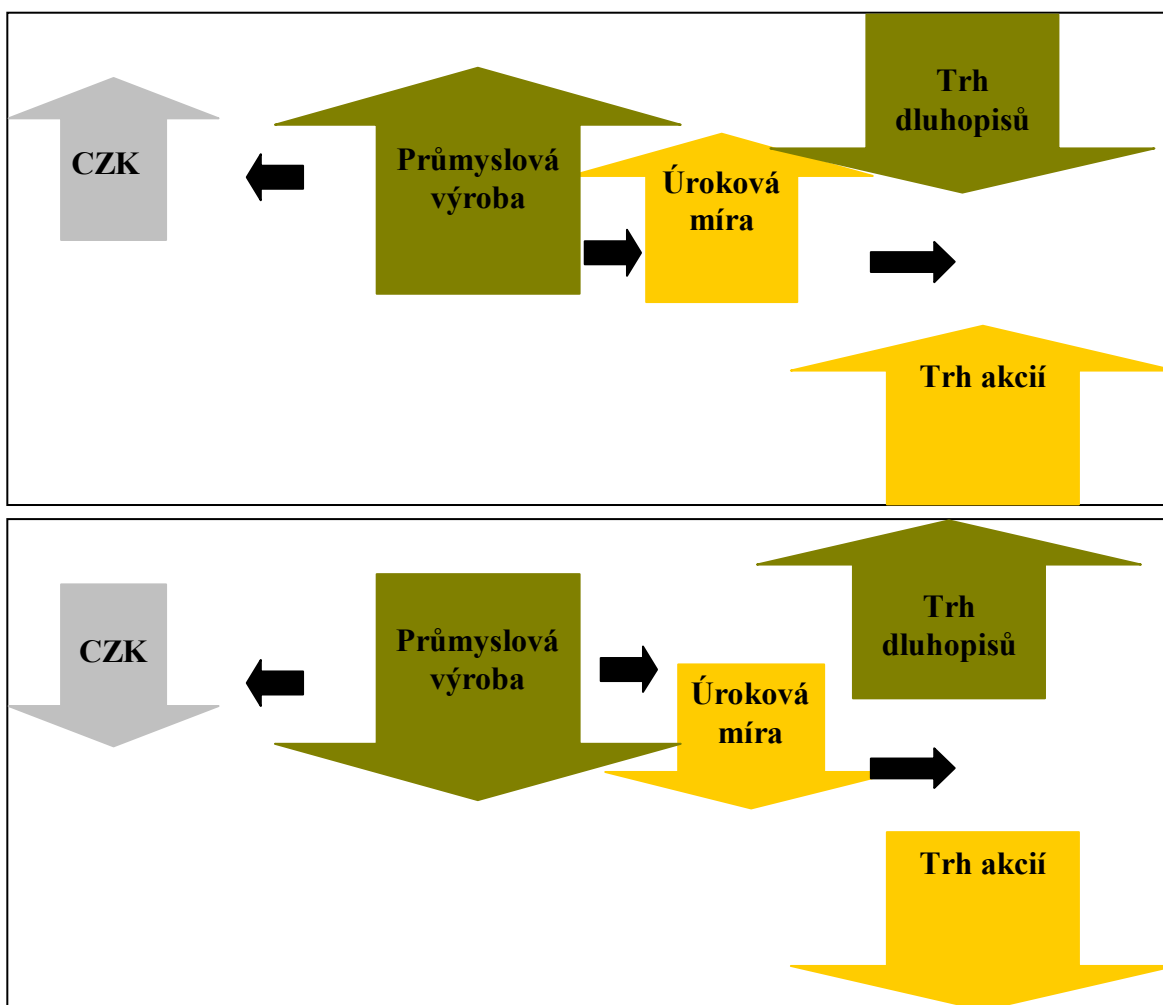 CZK
Průmyslová
výroba
Úroková
míra
Trh
dluhopisů
Trh akcií
CZK
Průmyslová
výroba
Úroková
míra
Trh
dluhopisů
Trh akcií